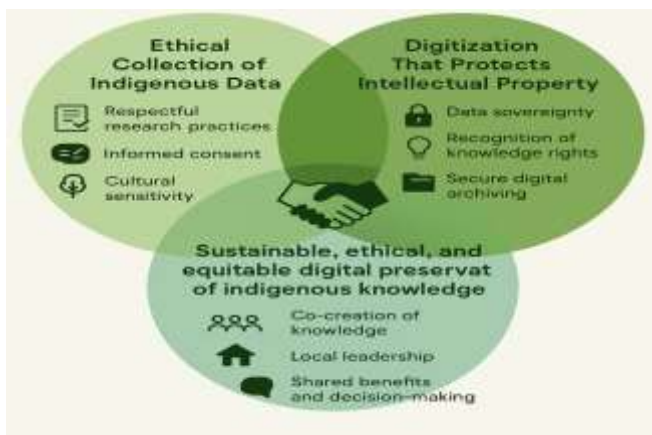 Ethical
Collection of
Indigenous Data
Respectful
research practices
Informed consent
Cultural
sensitivity
Digitization
That Protects
Intellectual Property
Data sovereignty
Recognition of
knowledge rights
Secure digital
archiving
Sustainable, ethical, and
equitable digital preservat
of indigenous knowledge
Co-creation of
knowledge
Local leadership
Shared benefits
and decision-making